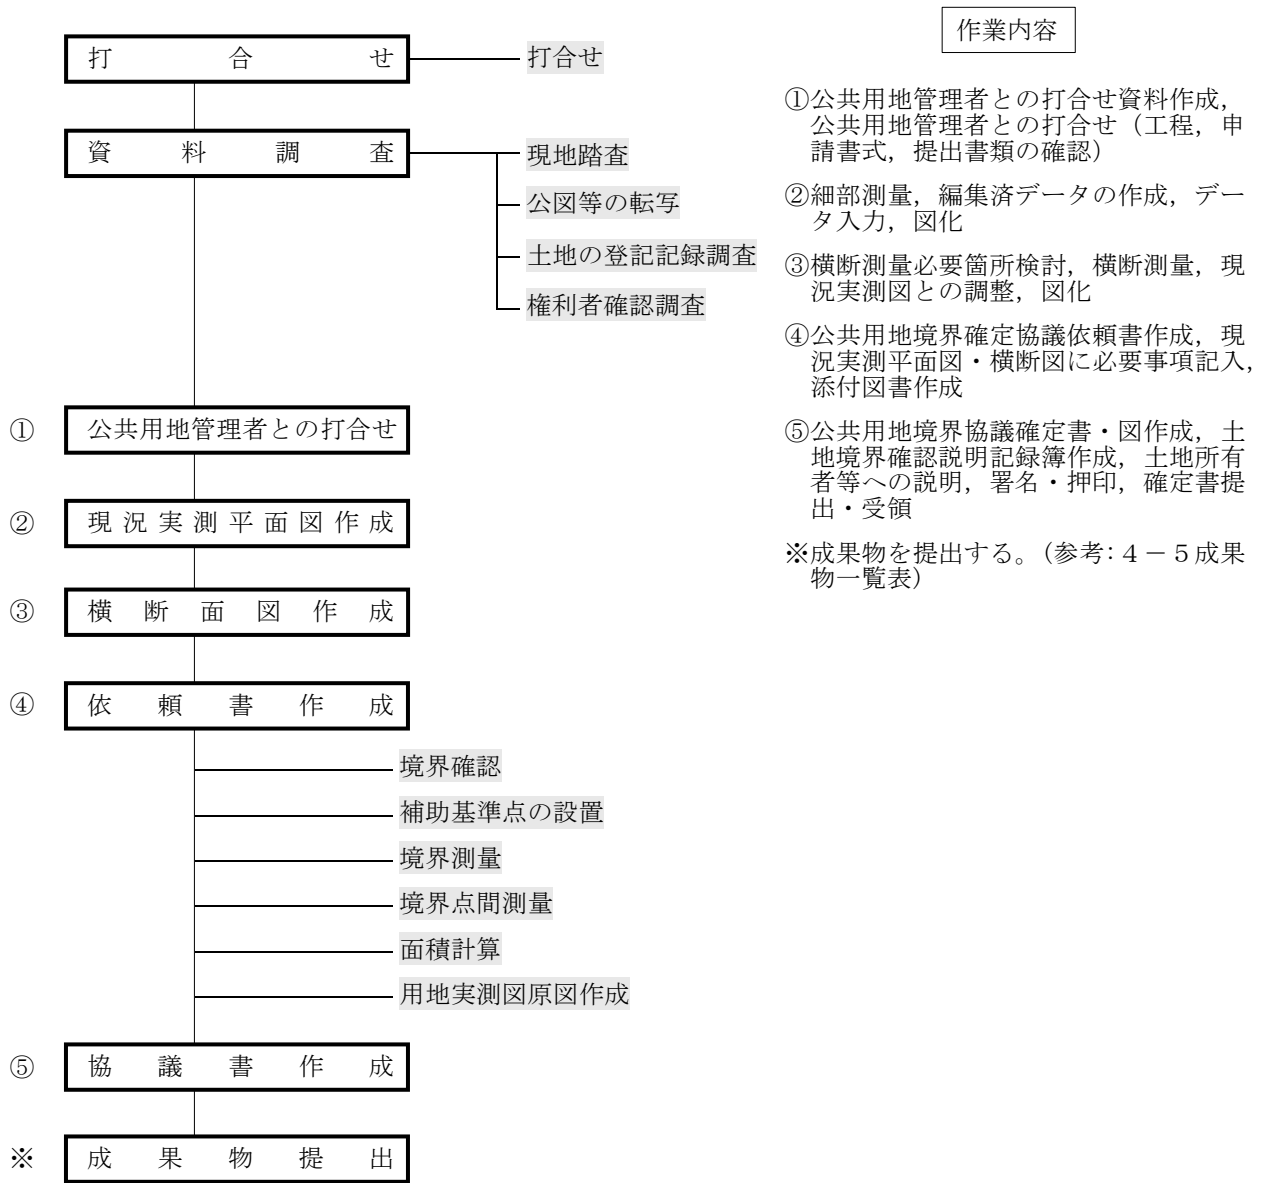 打合せ
打合せ
資料調査
現地踏査
公図等の転写
土地の登記記録調査
権利者確認調査
①
公共用地管理者との打合せ
②
現況実測平面図作成
③
横断面図作成
④
依頼書作成
境界確認
補助基準点の設置
境界測量
境界点間測量
面積計算
用地実測図原図作成
⑤
協議書作成
※
成果物提出
作業内容
①公共用地管理者との打合せ資料作成，
公共用地管理者との打合せ（工程，申
請書式，提出書類の確認）
②細部測量，編集済データの作成，デー
タ入力，図化
③横断測量必要箇所検討，横断測量，現
況実測図との調整，図化
④公共用地境界確定協議依頼書作成，現
況実測平面図・横断図に必要事項記入，
添付図書作成
⑤公共用地境界協議確定書・図作成，土
地境界確認説明記録簿作成，土地所有
者等への説明，署名・押印，確定書提
出・受領
※成果物を提出する。（参考：４－５成果
物一覧表）